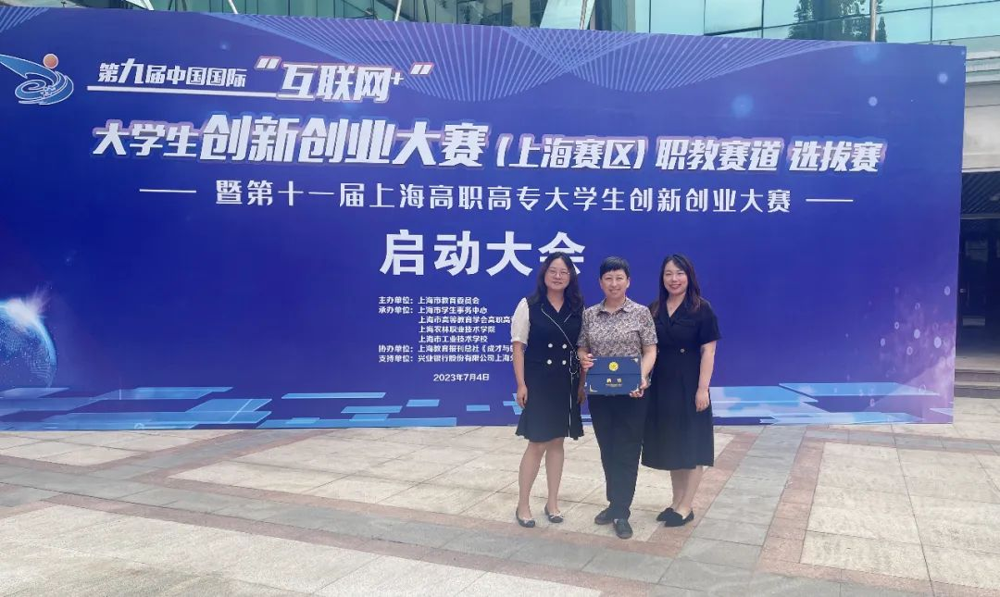 第九届中国国际“互联网+”
大学生创新创业大赛(上海赛区)职教赛道 选拔赛
暨第十一届上海高职高专大学生创新创业大赛
启动大会
主办单位：上海市教育委员会
承办单位：上海市学生事务中心
上海市高等教育学会高职高
上海农林职业技术学院
上海市工业技术学校
协办单位：上海教育报刊总社《成才与
支持单位：兴业银行股份有限公司上海
2023年7月4日